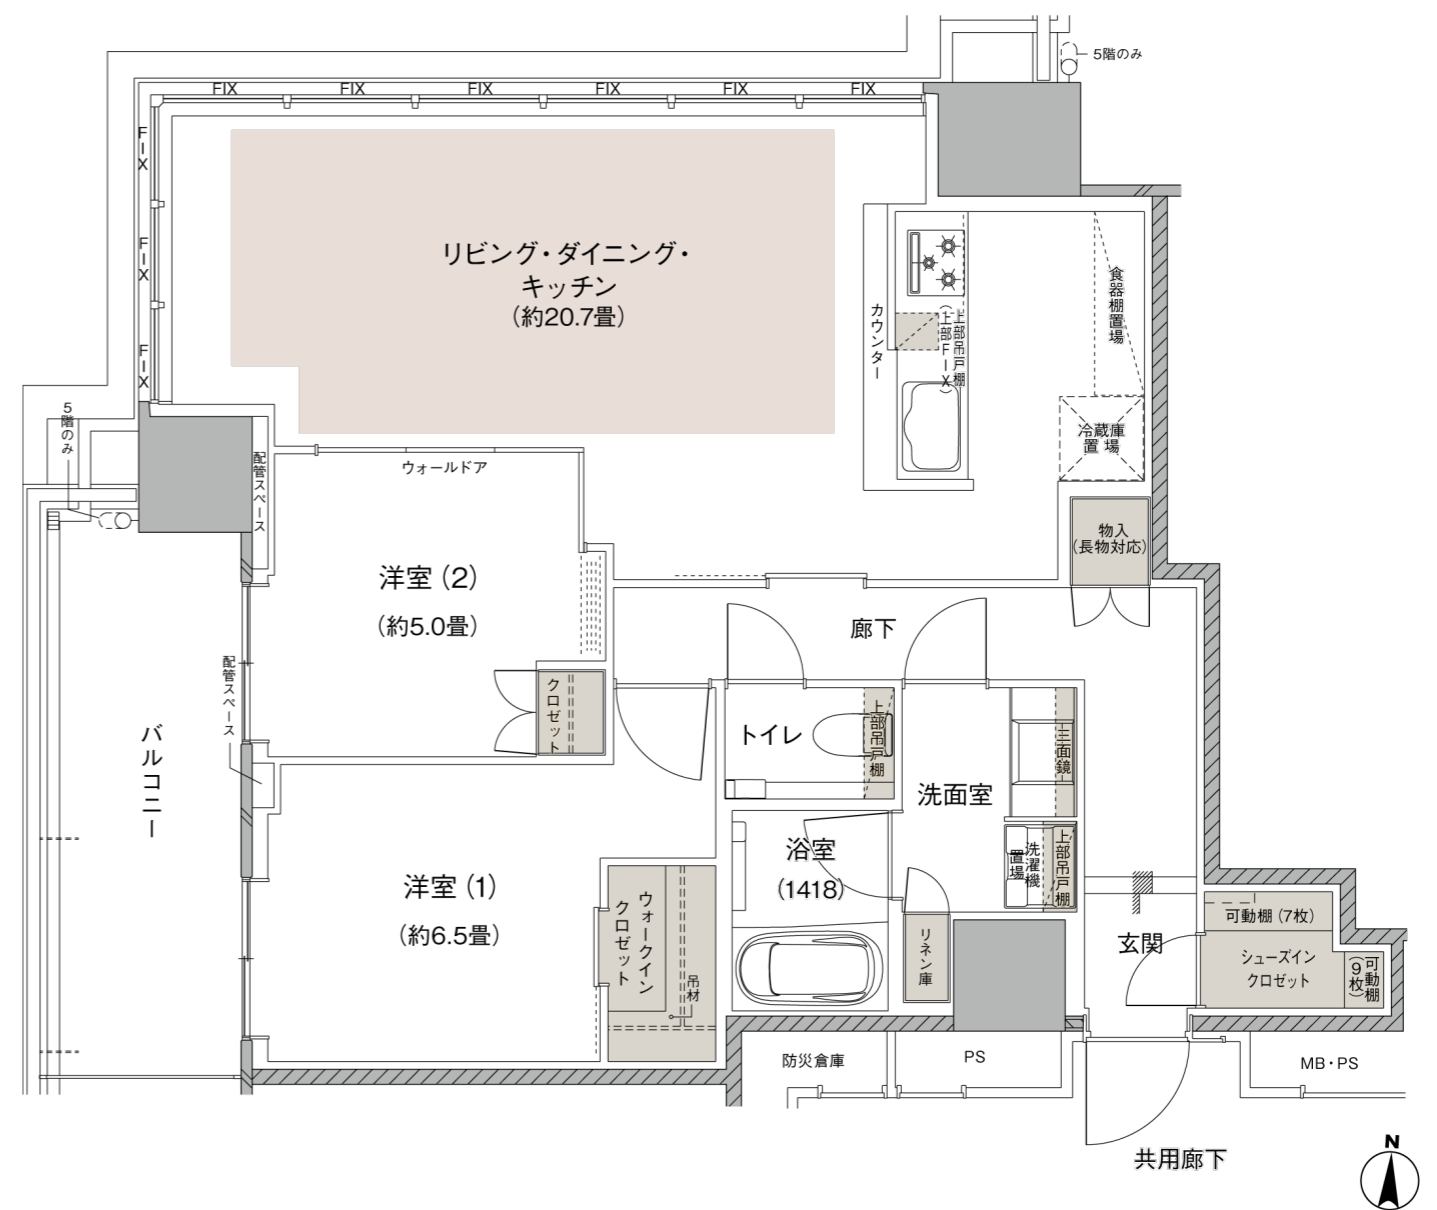 5階のみ
FIX
FIX
FIX
FIX
FIX
FIX
FIX
FIX
FIX
リビング・ダイニング・
キッチン
(約20.7畳)
カウンター
上部吊戸棚
(上部FIX)
食器棚置場
冷蔵庫
置場
5階のみ
配管スペース
ウォールドア
物入
(長物対応)
洋室(2)
(約5.0畳)
廊下
配管スペース
バルコニー
クロゼット
トイレ
上部吊戸棚
三面鏡
洗面室
浴室
(1418)
洗濯機
置場
上部吊戸棚
洋室(1)
(約6.5畳)
ウォークイン
クロゼット
吊材
リネン庫
玄関
可動棚(7枚)
シューズイン
クロゼット
可動棚
(9枚)
防災倉庫
PS
MB・PS
共用廊下
N